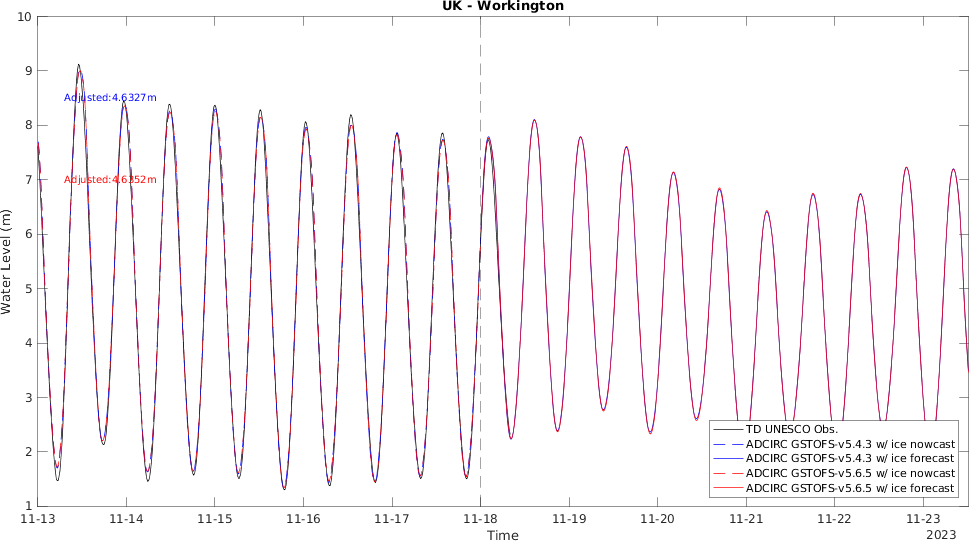 UK - Workington
10
9
8
7
6
5
4
3
2
1
Water Level (m)
Adjusted:4.6327m
Adjusted:4.6352m
TD UNESCO Obs.
ADCIRC GSTOFS-v5.4.3 w/ ice nowcast
ADCIRC GSTOFS-v5.4.3 w/ ice forecast
ADCIRC GSTOFS-v5.6.5 w/ ice nowcast
ADCIRC GSTOFS-v5.6.5 w/ ice forecast
11-13 11-14 11-15 11-16 11-17 11-18 11-19 11-20 11-21 11-22 11-23
Time
2023